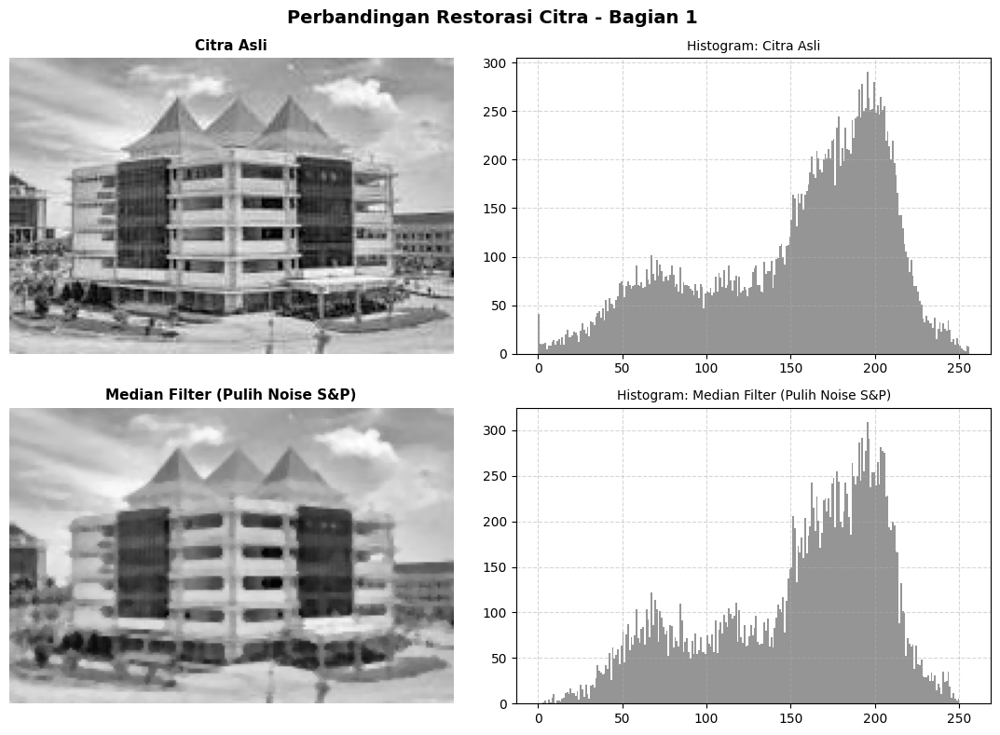 Perbandingan Restorasi Citra - Bagian 1
Citra Asli
Histogram: Citra Asli
300
250
200
150
100
50
0
0 50 100 150 200 250
Median Filter (Pulih Noise S&P)
Histogram: Median Filter (Pulih Noise S&P)
300
250
200
150
100
50
0
0 50 100 150 200 250